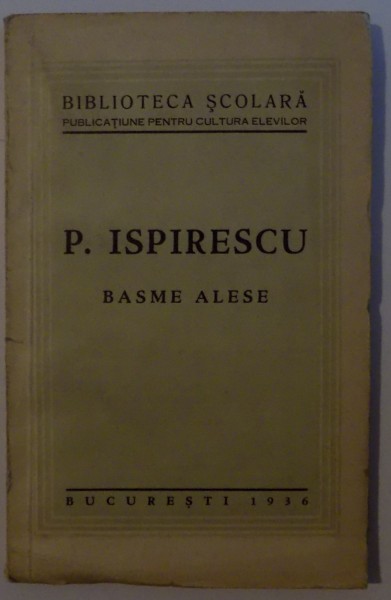 BIBLIOTECA ȘCOLARĂ
PUBLICAȚIUNE PENTRU CULTURA ELEVILOR
P. ISPIRESCU
BASME ALESE
BUCUREȘTI 1936